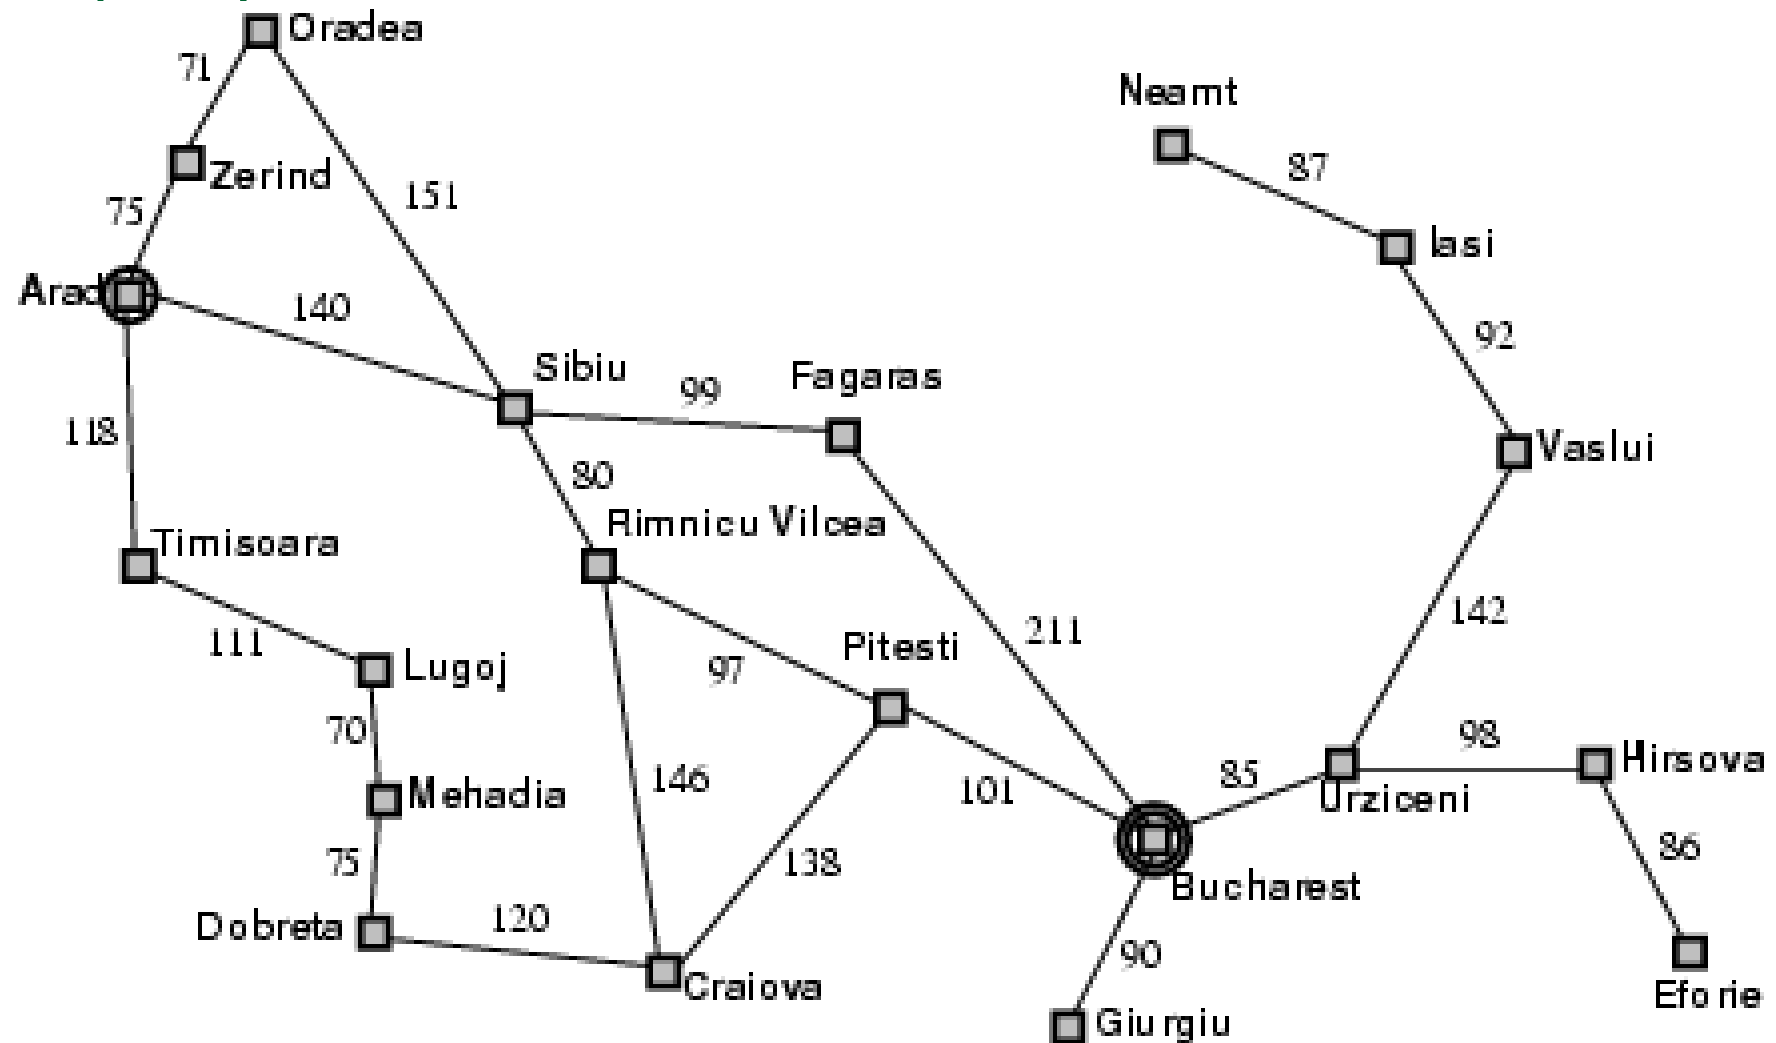 Oradea
71
Neamt
87
Zerind
151
75
Iasi
Arad
140
92
Sibiu
99
Fagaras
118
Vaslui
80
Rimnicu Vilcea
Timisoara
142
211
111
Pitesti
Lugoj
97
70
98
Hirsova
146
85
101
Mehadia
Urziceni
75
138
86
Bucharest
120
Dobreta
90
Craiova
Eforie
Giurgiu